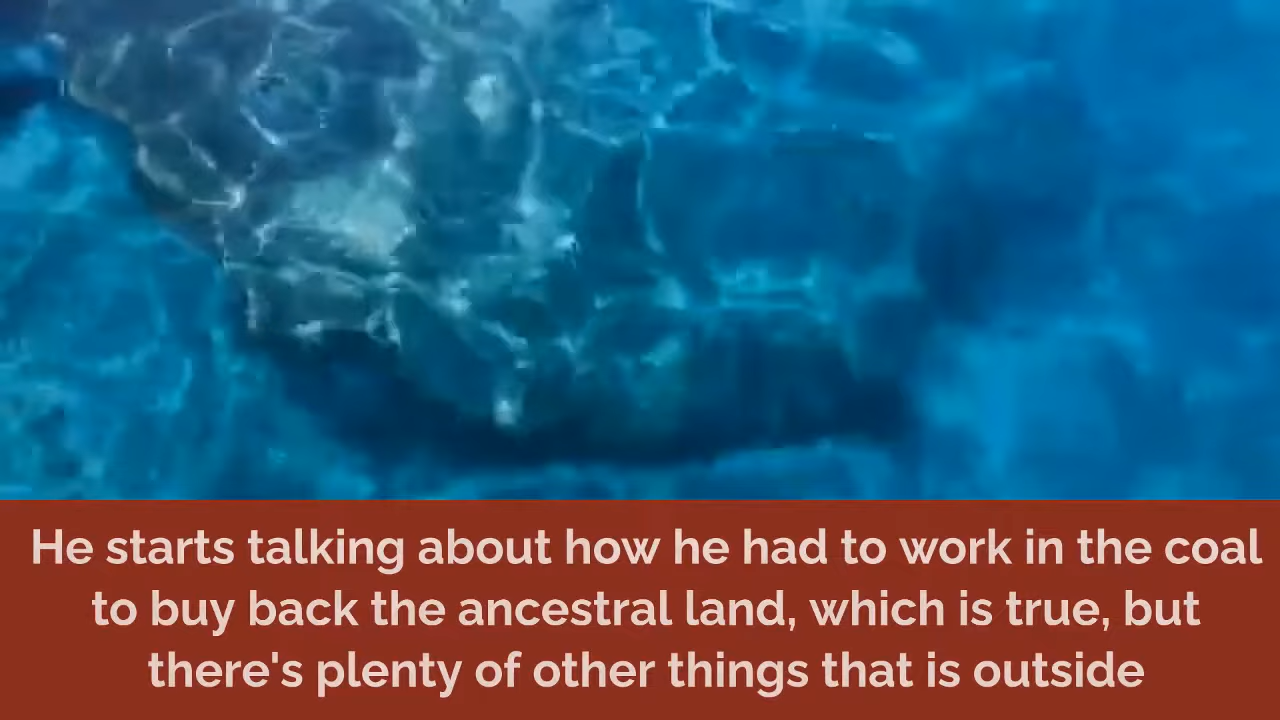 He starts talking about how he had to work in the coal
to buy back the ancestral land, which is true, but
there's plenty of other things that is outside